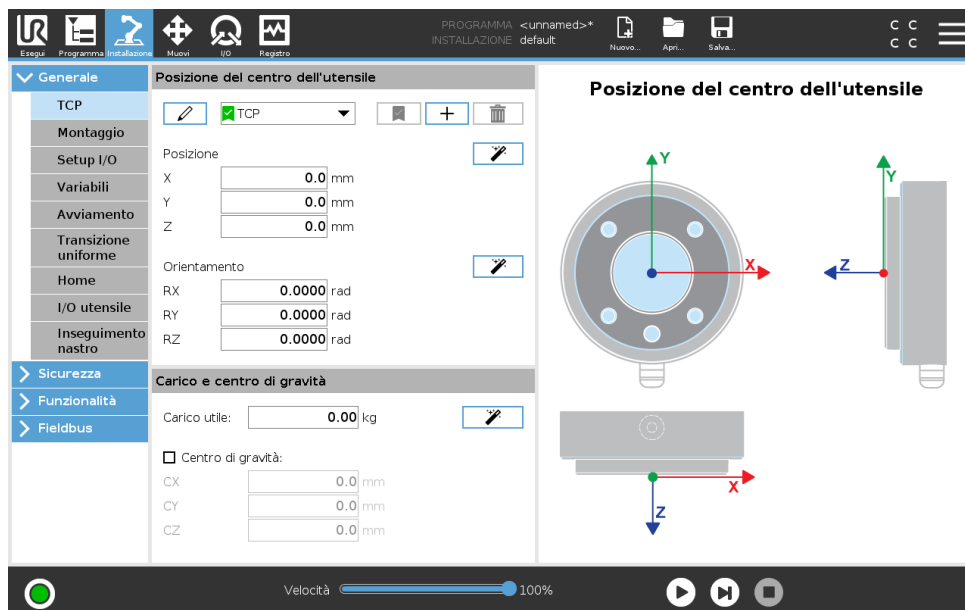 PROGRAMMA <unnamed>*
INSTALLAZIONE default
Esegui Programma Installazione Muovi I/O Registro Nuovo... Apri... Salva...
C C
C C
Generale
TCP
Montaggio
Setup I/O
Variabili
Avviamento
Transizione
uniforme
Home
I/O utensile
Inseguimento
nastro
Sicurezza
Funzionalità
Fieldbus
Posizione del centro dell'utensile
TCP
Posizione
X 0.0 mm
Y 0.0 mm
Z 0.0 mm
Orientamento
RX 0.0000 rad
RY 0.0000 rad
RZ 0.0000 rad
Carico e centro di gravità
Carico utile: 0.00 kg
Centro di gravità:
CX 0.0 mm
CY 0.0 mm
CZ 0.0 mm
Posizione del centro dell'utensile
Y
X
Y
Z
X
Z
Velocità 100%